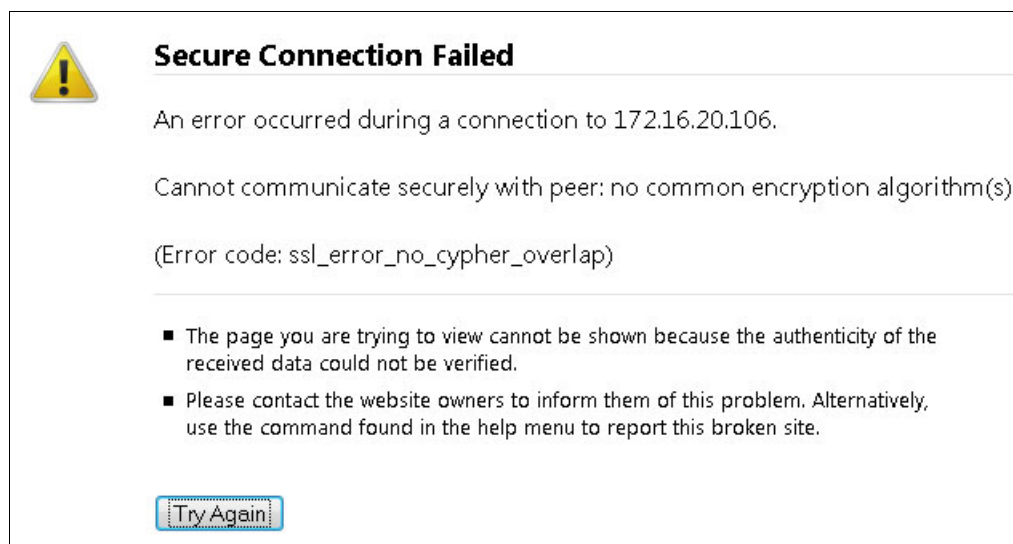 Secure Connection Failed
An error occurred during a connection to 172.16.20.106.
Cannot communicate securely with peer: no common encryption algorithm(s)
(Error code: ssl_error_no_cypher_overlap)
■ The page you are trying to view cannot be shown because the authenticity of the
received data could not be verified.
■ Please contact the website owners to inform them of this problem. Alternatively,
use the command found in the help menu to report this broken site.
Try Again